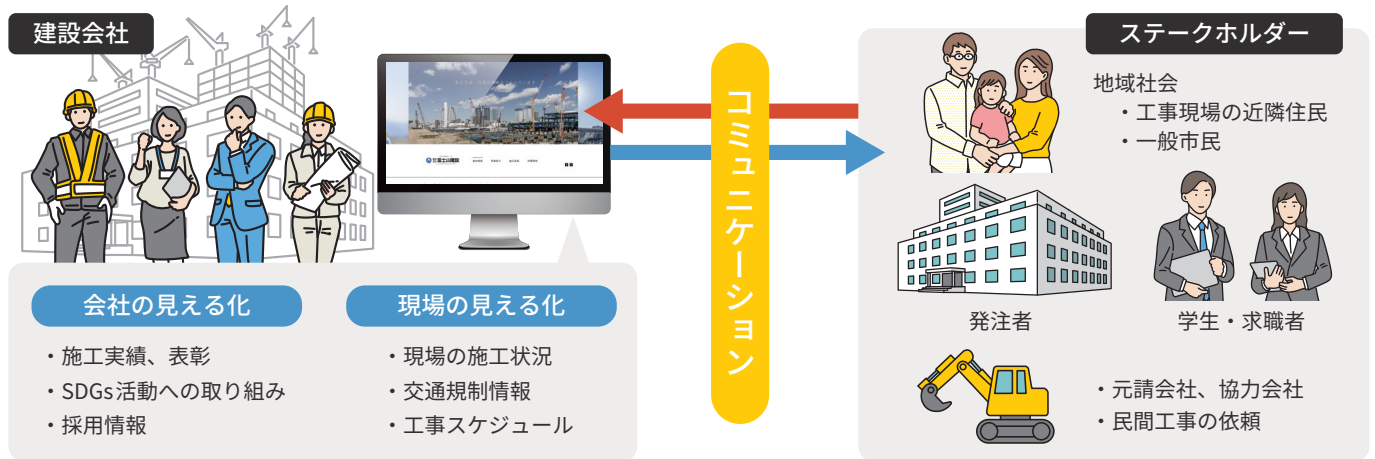 建設会社
富士山建設
コミュニケーション
会社の見える化
・施工実績、表彰
・SDGs活動への取り組み
・採用情報
現場の見える化
・現場の施工状況
・交通規制情報
・工事スケジュール
ステークホルダー
地域社会
・工事現場の近隣住民
・一般市民
発注者
学生・求職者
・元請会社、協力会社
・民間工事の依頼